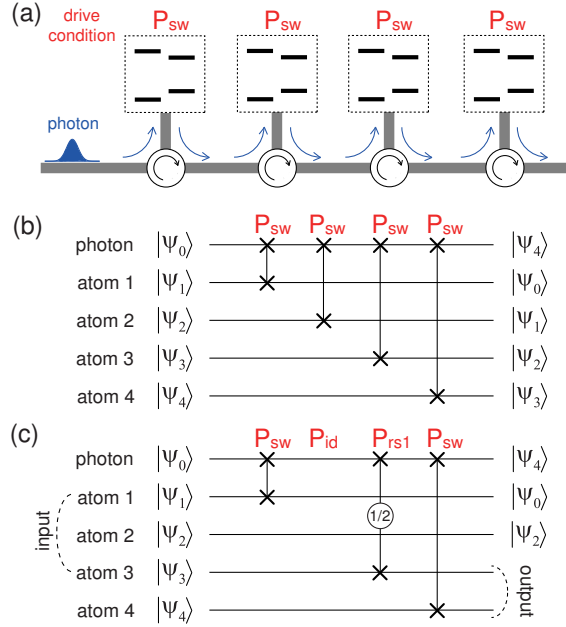 (a)
drive condition
P_sw P_sw P_sw P_sw
photon
(b)
P_sw P_sw P_sw P_sw
photon |Ψ_0⟩ |Ψ_4⟩
atom 1 |Ψ_1⟩ |Ψ_0⟩
atom 2 |Ψ_2⟩ |Ψ_1⟩
atom 3 |Ψ_3⟩ |Ψ_2⟩
atom 4 |Ψ_4⟩ |Ψ_3⟩
(c)
P_sw P_id P_rs1 P_sw
photon |Ψ_0⟩ |Ψ_4⟩
input
atom 1 |Ψ_1⟩ |Ψ_0⟩
1/2
atom 2 |Ψ_2⟩ |Ψ_2⟩
atom 3 |Ψ_3⟩
output
atom 4 |Ψ_4⟩